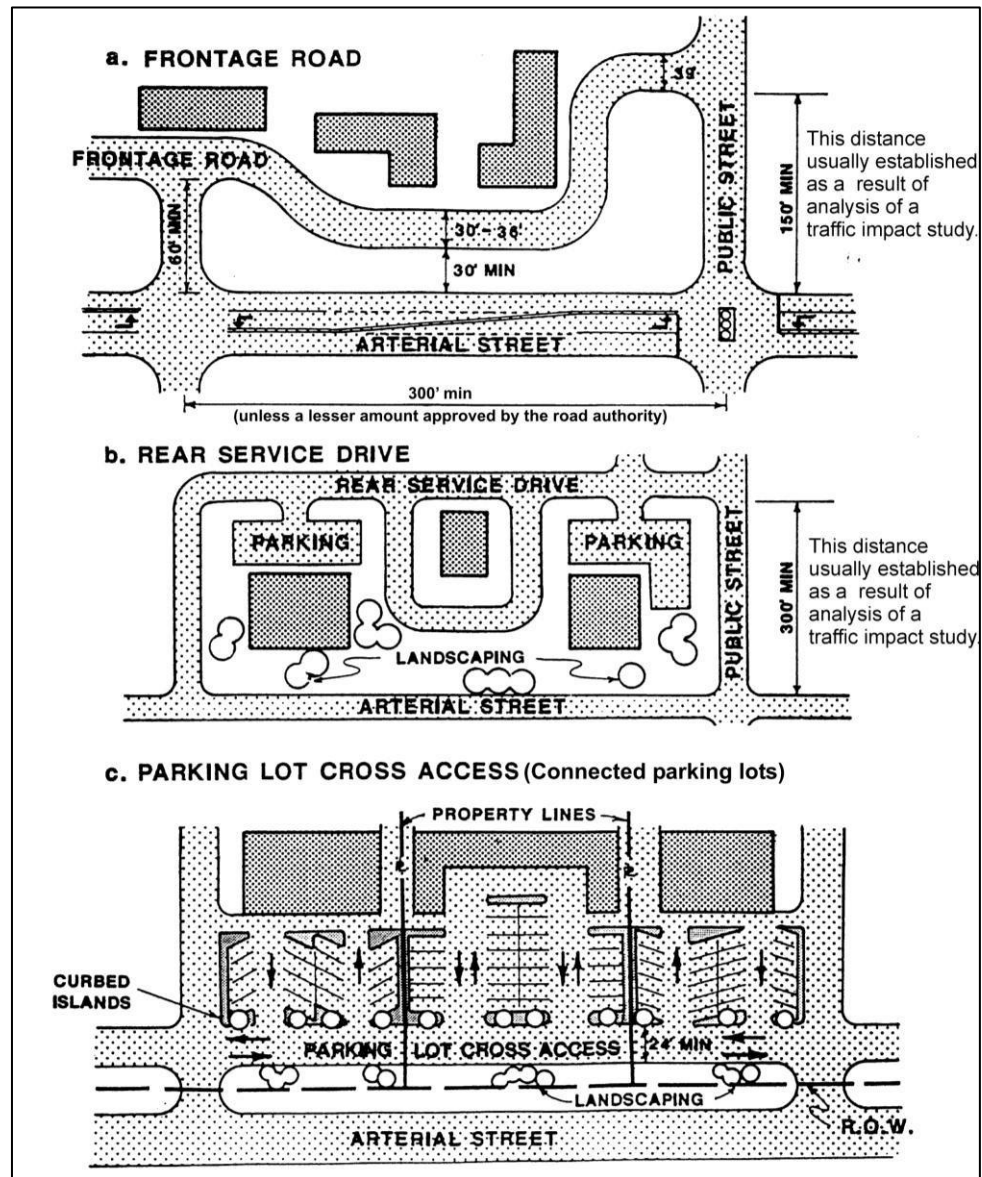 a. FRONTAGE ROAD
39'
FRONTAGE ROAD
PUBLIC STREET
150' MIN
This distance
usually established
as a result of
analysis of a
traffic impact study.
60' MIN
30'-36'
30' MIN
ARTERIAL STREET
300' min
(unless a lesser amount approved by the road authority)
b. REAR SERVICE DRIVE
REAR SERVICE DRIVE
PARKING
PARKING
PUBLIC STREET
300' MIN
This distance
usually established
as a result of
analysis of a
traffic impact study.
LANDSCAPING
ARTERIAL STREET
c. PARKING LOT CROSS ACCESS (Connected parking lots)
PROPERTY LINES
CURBED
ISLANDS
PARKING LOT CROSS ACCESS
24' MIN
LANDSCAPING
R.O.W.
ARTERIAL STREET